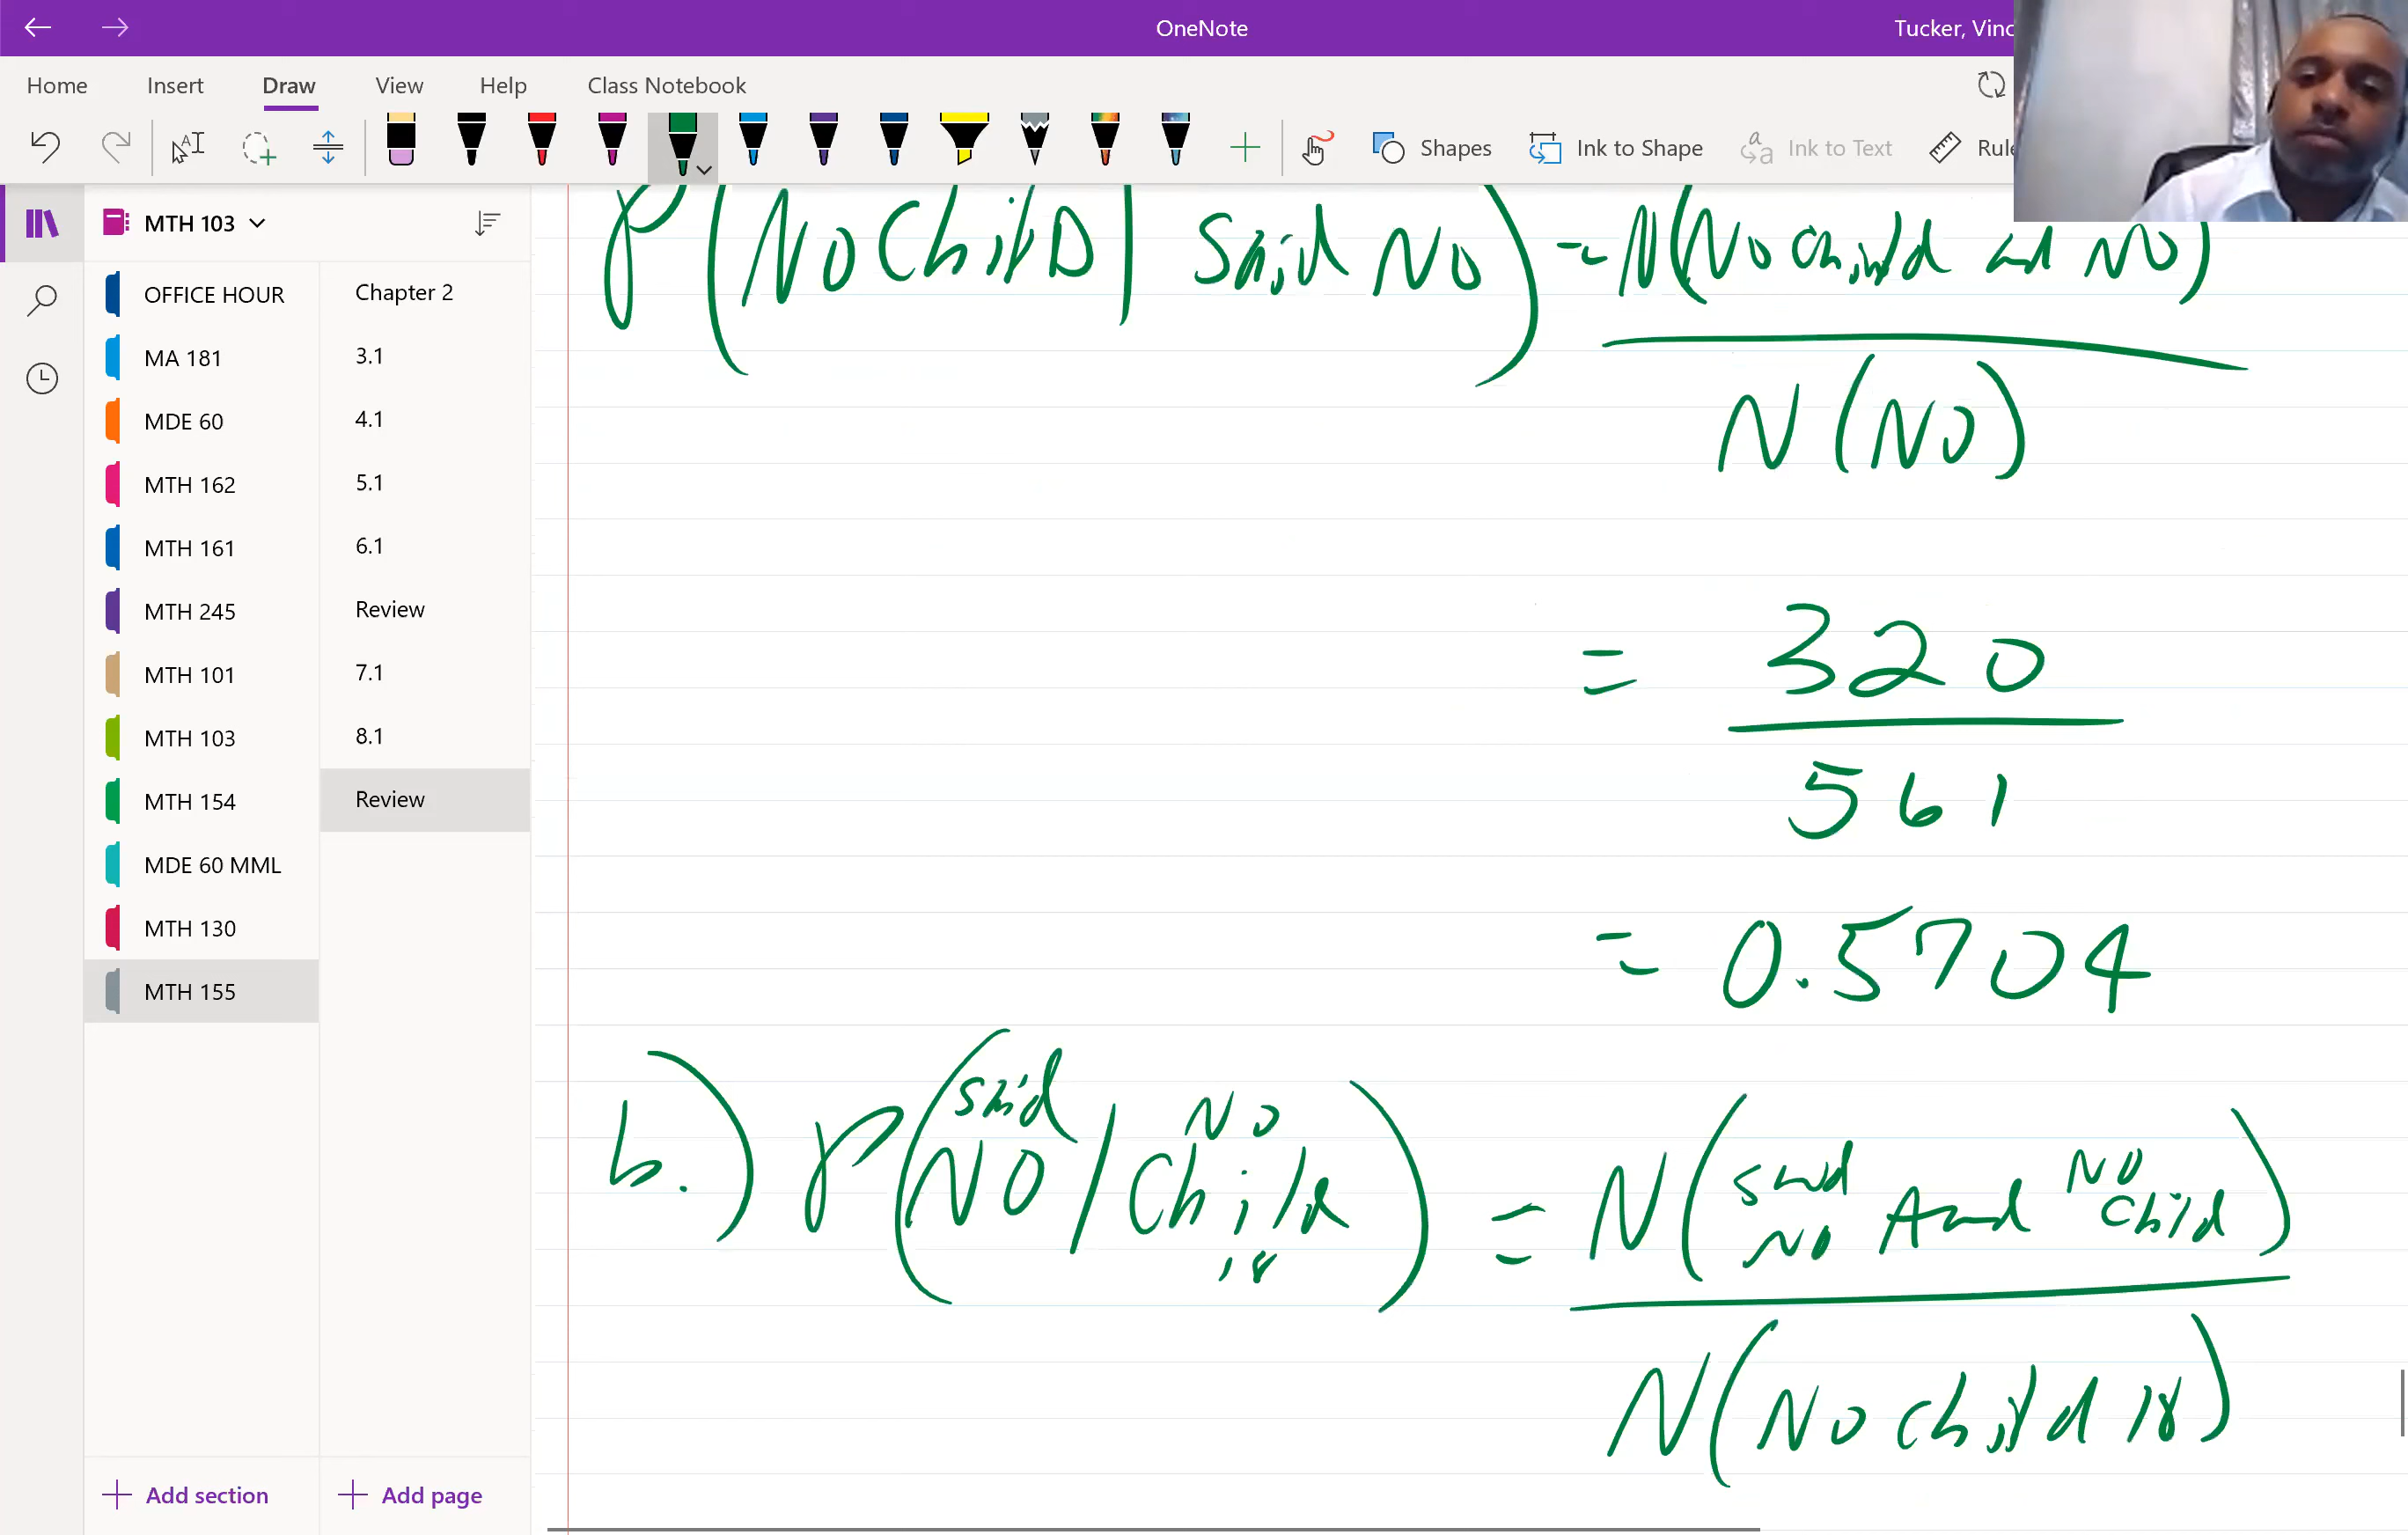 OneNote
Tucker, Vinc
Home Insert Draw View Help Class Notebook
Shapes Ink to Shape Ink to Text Rule
MTH 103
OFFICE HOUR
MA 181
MDE 60
MTH 162
MTH 161
MTH 245
MTH 101
MTH 103
MTH 154
MDE 60 MML
MTH 130
MTH 155
Add section
Chapter 2
3.1
4.1
5.1
6.1
Review
7.1
8.1
Review
Add page
P(No Child | Said No) = N(No Child and NO)
N(NO)
= 320
561
= 0.5704
b.) P(said NO / NO Child 18) = N(said NO And NO Child)
N(No child 18)